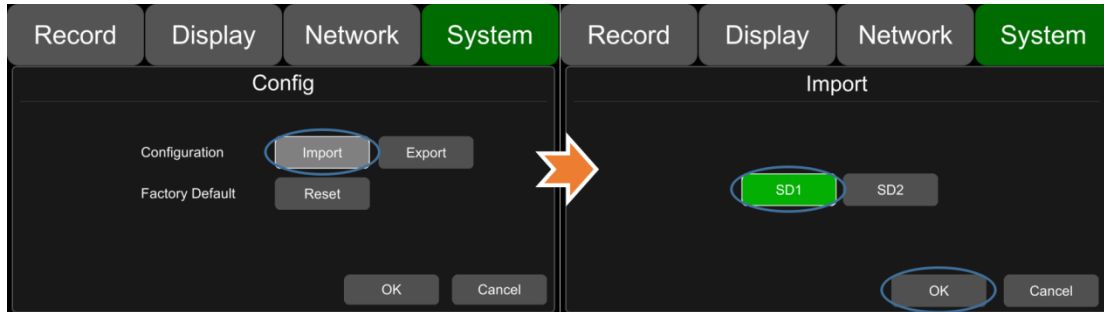 Record Display Network System
Config
Configuration Import Export
Factory Default Reset
OK Cancel
Record Display Network System
Import
SD1 SD2
OK Cancel